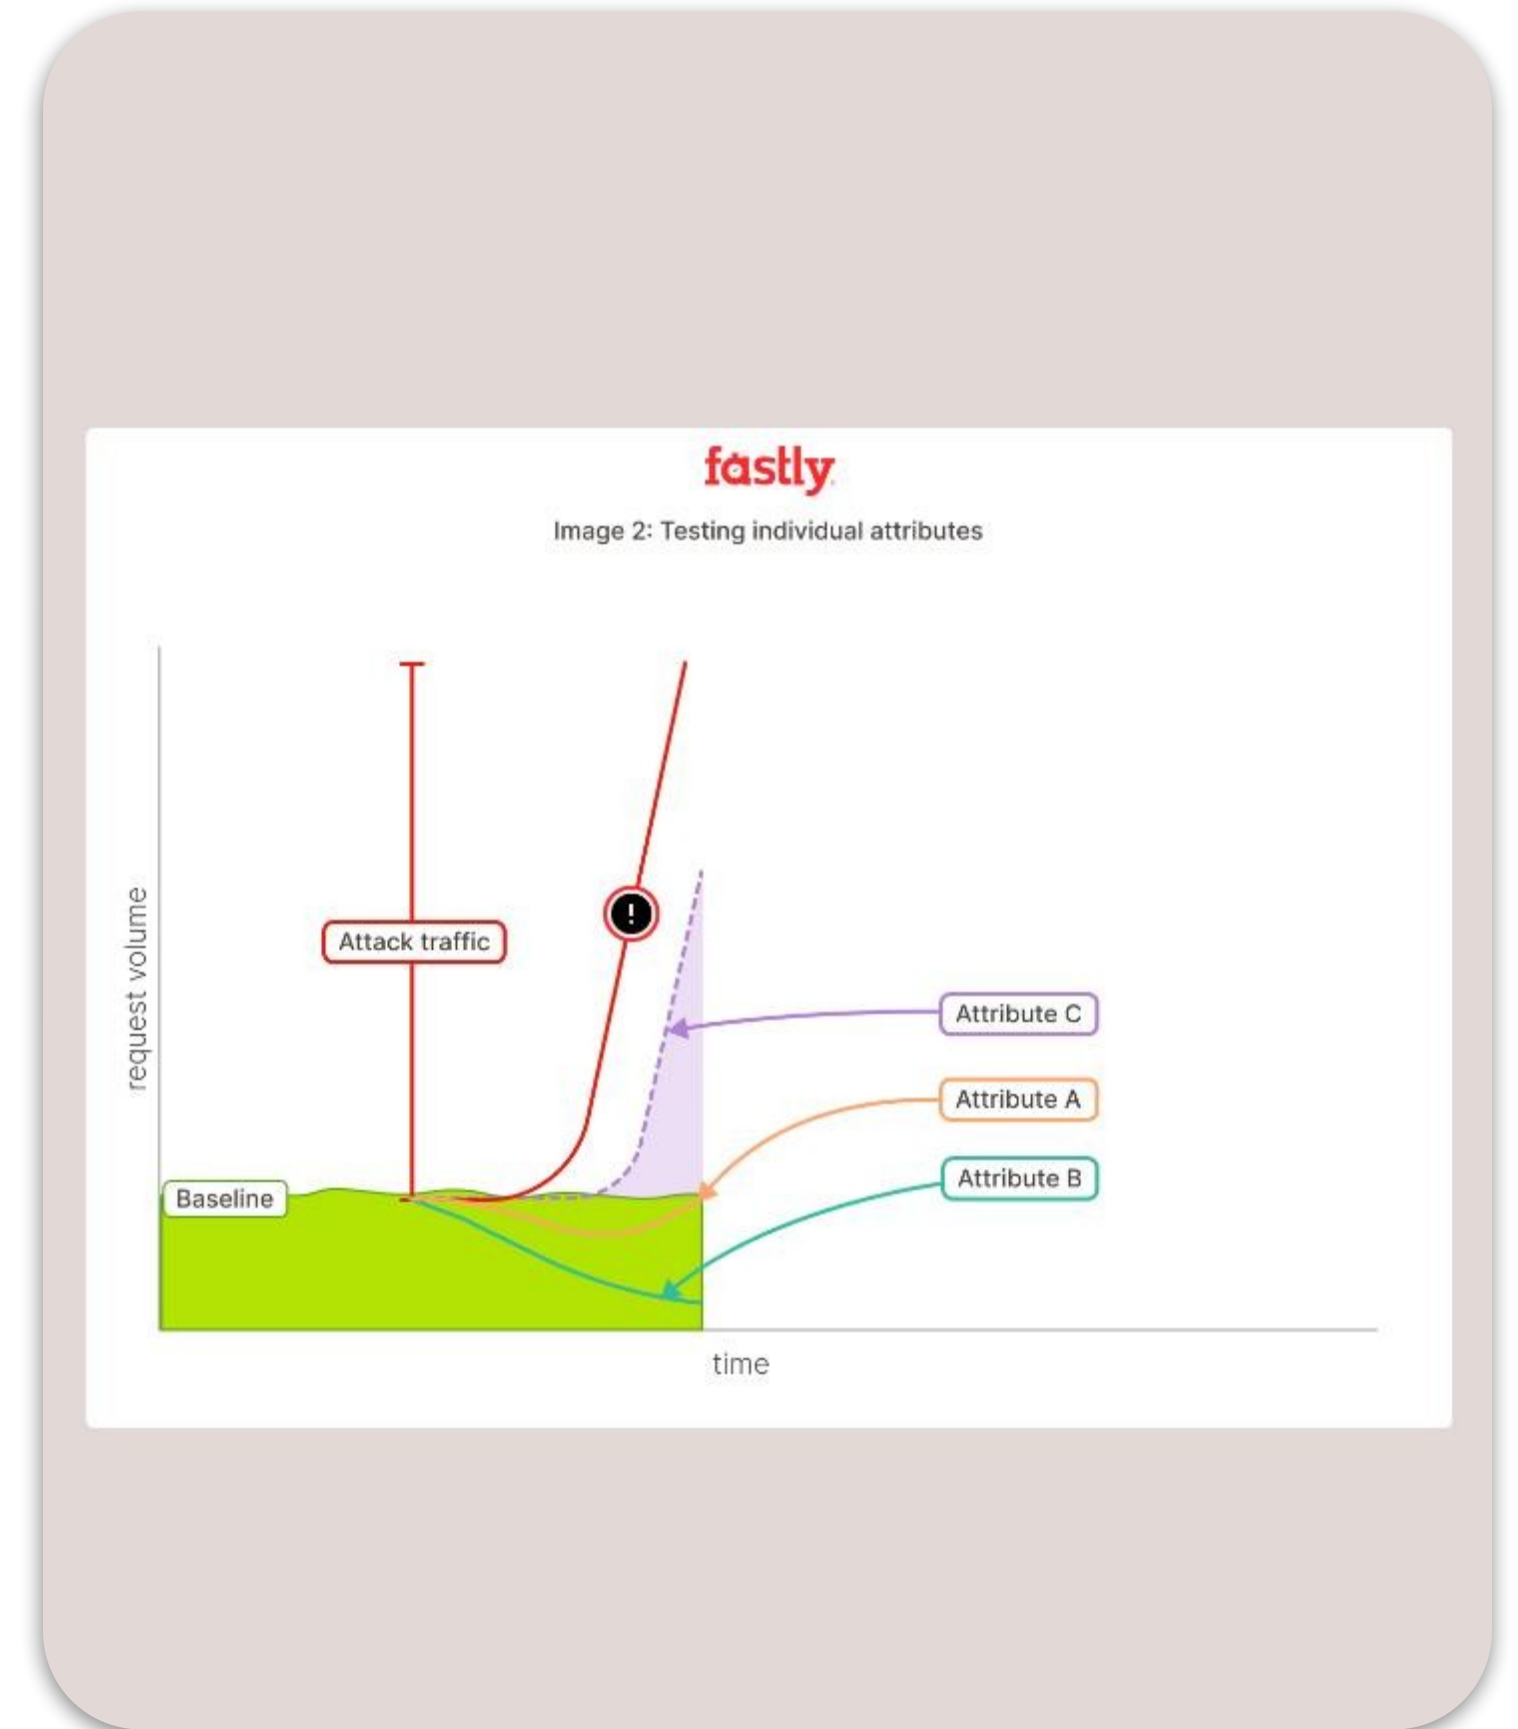 fastly
Image 2: Testing individual attributes
request volume
Attack traffic
!
Attribute C
Attribute A
Attribute B
Baseline
time